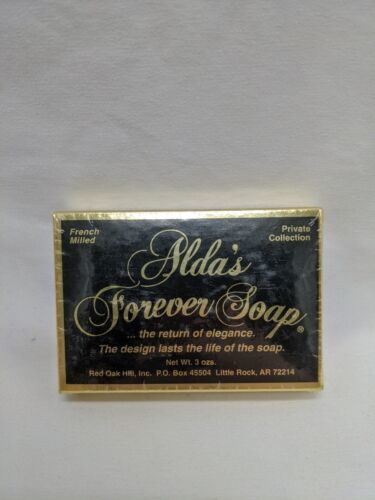 French
Milled
Private
Collection
Alda's
Forever Soap®
... the return of elegance.
The design lasts the life of the soap.
Net Wt. 3 ozs.
Red Oak Hill, Inc. P.O. Box 45504 Little Rock, AR 72214